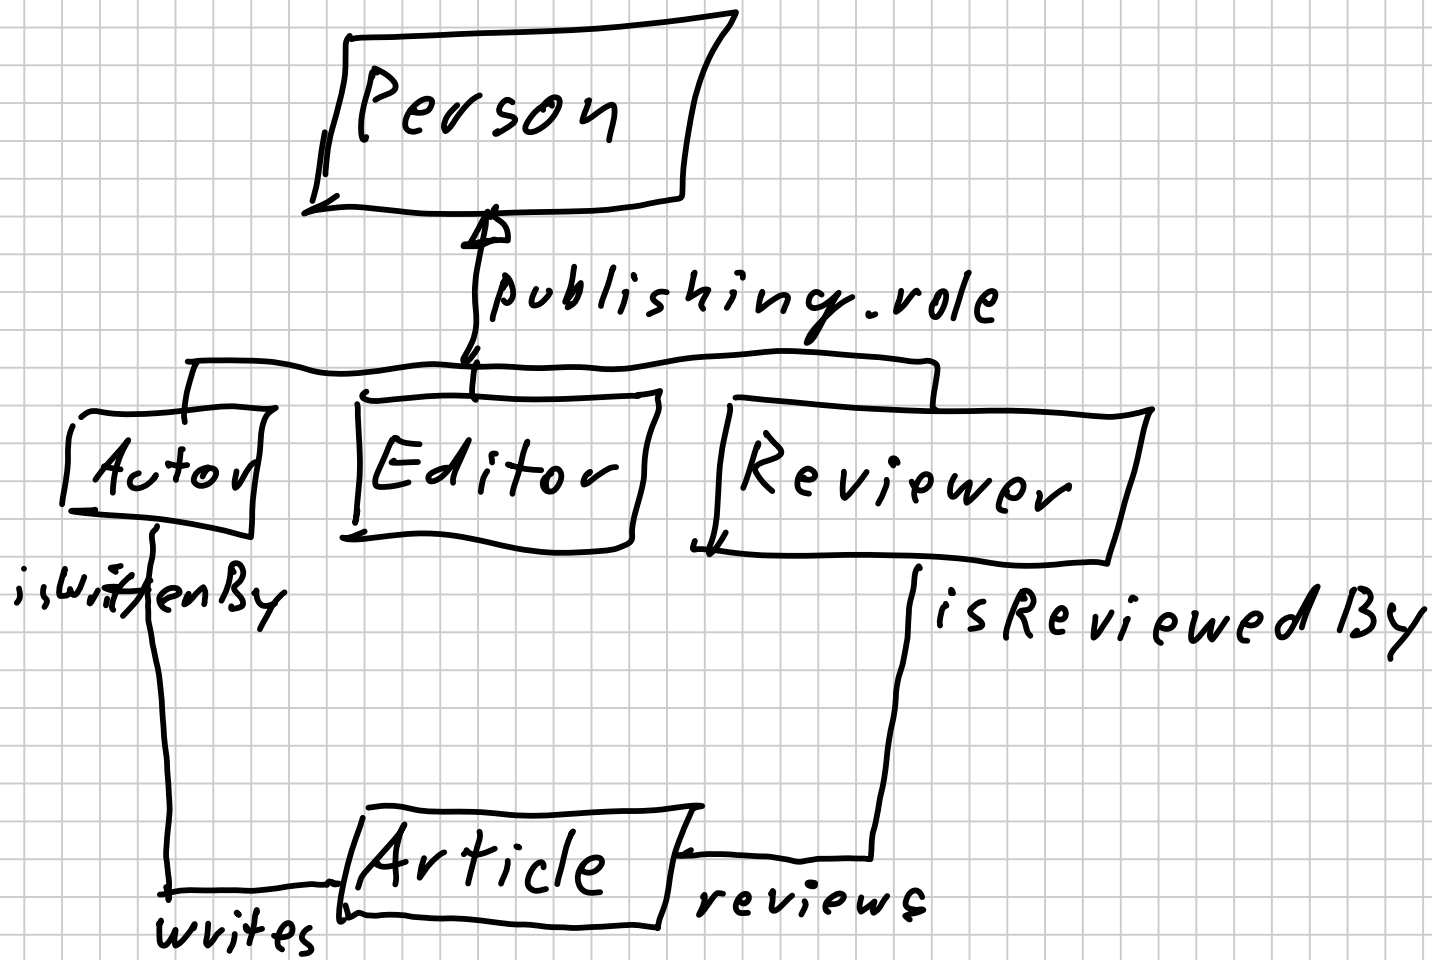 Person
publishing.role
Actor
Editor
Reviewer
isWrittenBy
isReviewedBy
Article
writes
reviews